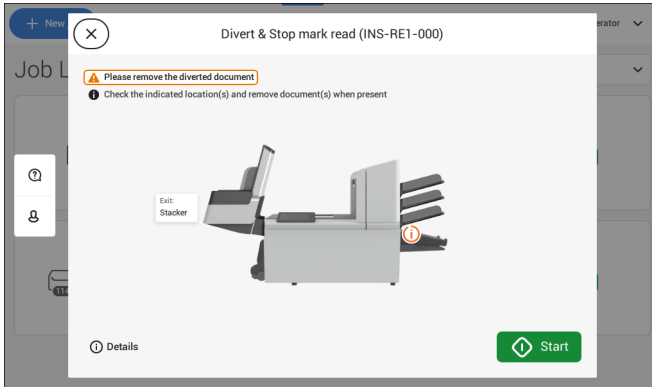 + New
erator
Divert & Stop mark read (INS-RE1-000)
Job L
Please remove the diverted document
Check the indicated location(s) and remove document(s) when present
Exit:
Stacker
Details
Start